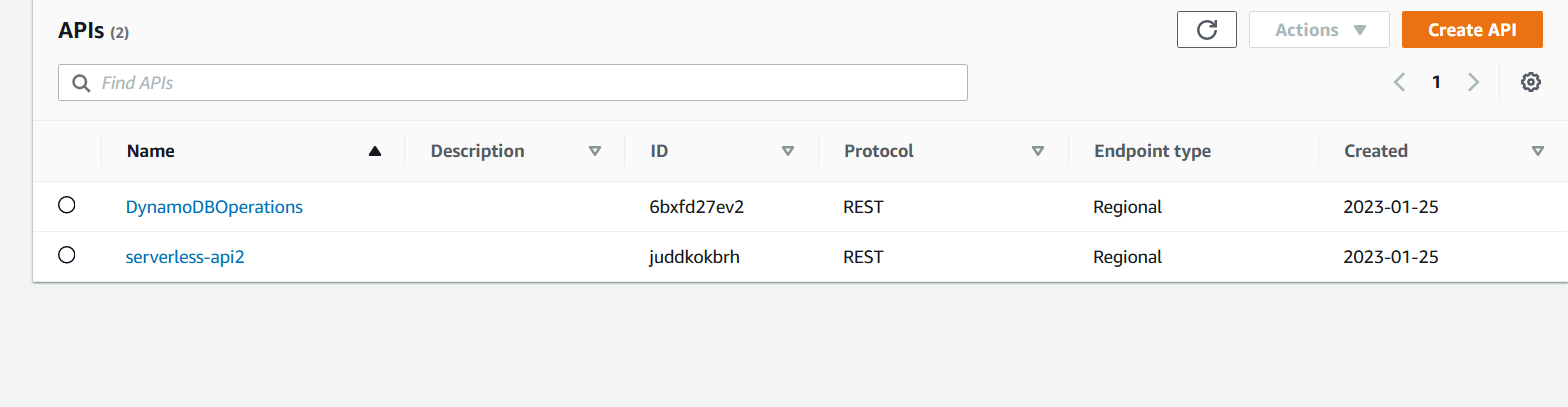 APIs (2)
Actions
Create API
Find APIs
1
Name Description ID Protocol Endpoint type Created
DynamoDBOperations 6bxfd27ev2 REST Regional 2023-01-25
serverless-api2 juddkokbrh REST Regional 2023-01-25